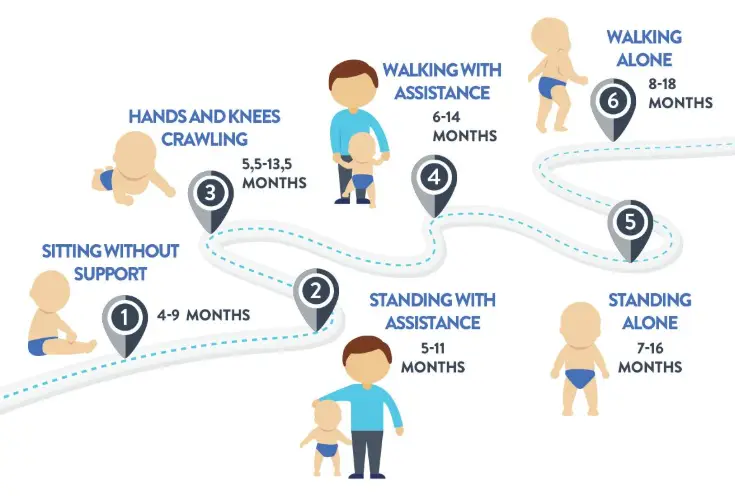 SITTING WITHOUT
SUPPORT
1
4-9 MONTHS
2
STANDING WITH
ASSISTANCE
5-11
MONTHS
HANDS AND KNEES
CRAWLING
3
5,5-13,5
MONTHS
WALKING WITH
ASSISTANCE
4
6-14
MONTHS
5
STANDING
ALONE
7-16
MONTHS
WALKING
ALONE
6
8-18
MONTHS